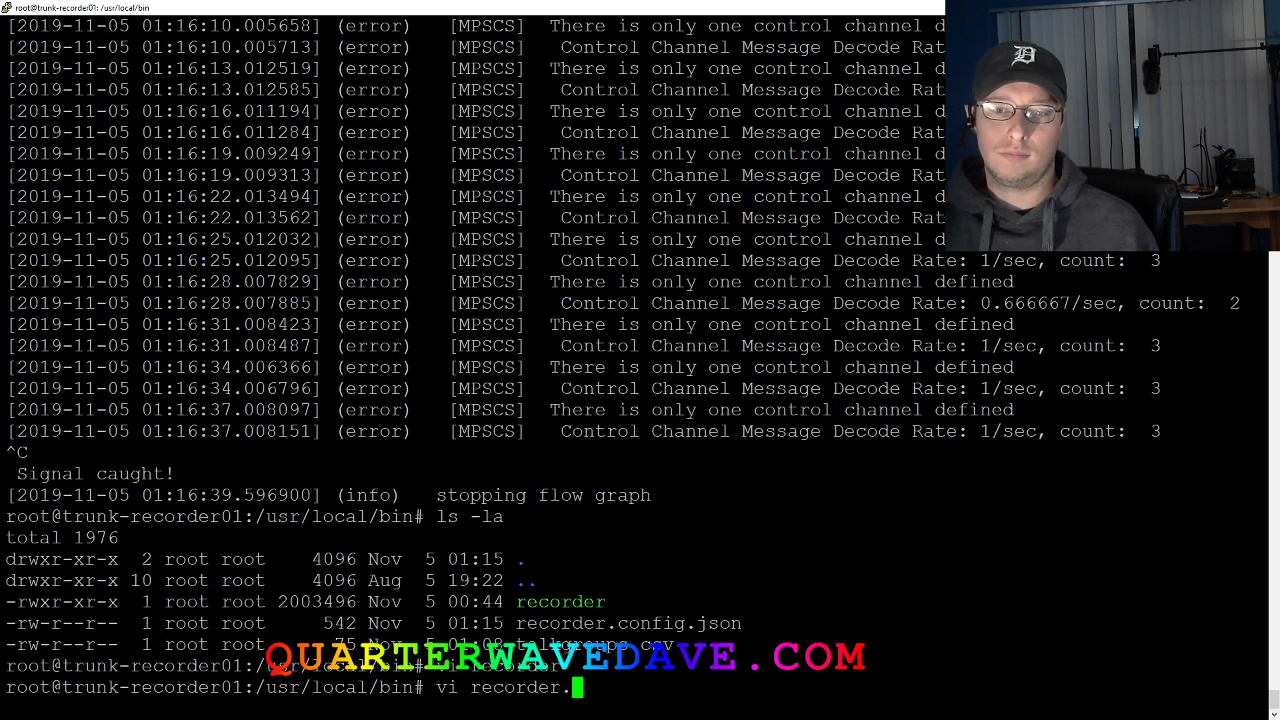 root@trunk-recorder01: /usr/local/bin
[2019-11-05 01:16:10.005658] (error) [MPSCS] There is only one control channel d
[2019-11-05 01:16:10.005713] (error) [MPSCS] Control Channel Message Decode Rat
[2019-11-05 01:16:13.012519] (error) [MPSCS] There is only one control channel d
[2019-11-05 01:16:13.012585] (error) [MPSCS] Control Channel Message Decode Rat
[2019-11-05 01:16:16.011194] (error) [MPSCS] There is only one control channel d
[2019-11-05 01:16:16.011284] (error) [MPSCS] Control Channel Message Decode Rat
[2019-11-05 01:16:19.009249] (error) [MPSCS] There is only one control channel d
[2019-11-05 01:16:19.009313] (error) [MPSCS] Control Channel Message Decode Rat
[2019-11-05 01:16:22.013494] (error) [MPSCS] There is only one control channel d
[2019-11-05 01:16:22.013562] (error) [MPSCS] Control Channel Message Decode Rat
[2019-11-05 01:16:25.012032] (error) [MPSCS] There is only one control channel d
[2019-11-05 01:16:25.012095] (error) [MPSCS] Control Channel Message Decode Rate: 1/sec, count: 3
[2019-11-05 01:16:28.007829] (error) [MPSCS] There is only one control channel defined
[2019-11-05 01:16:28.007885] (error) [MPSCS] Control Channel Message Decode Rate: 0.666667/sec, count: 2
[2019-11-05 01:16:31.008423] (error) [MPSCS] There is only one control channel defined
[2019-11-05 01:16:31.008487] (error) [MPSCS] Control Channel Message Decode Rate: 1/sec, count: 3
[2019-11-05 01:16:34.006366] (error) [MPSCS] There is only one control channel defined
[2019-11-05 01:16:34.006796] (error) [MPSCS] Control Channel Message Decode Rate: 1/sec, count: 3
[2019-11-05 01:16:37.008097] (error) [MPSCS] There is only one control channel defined
[2019-11-05 01:16:37.008151] (error) [MPSCS] Control Channel Message Decode Rate: 1/sec, count: 3
^C
Signal caught!
[2019-11-05 01:16:39.596900] (info) stopping flow graph
root@trunk-recorder01:/usr/local/bin# ls -la
total 1976
drwxr-xr-x 2 root root 4096 Nov 5 01:15 .
drwxr-xr-x 10 root root 4096 Aug 5 19:22 ..
-rwxr-xr-x 1 root root 2003496 Nov 5 00:44 recorder
-rw-r--r-- 1 root root 542 Nov 5 01:15 recorder.config.json
-rw-r--r-- 1 root root 75 Nov 5 01:08 talkgroups.csv
QUARTERWAVEDAVE.COM
root@trunk-recorder01:/usr/local/bin# vi recorder
root@trunk-recorder01:/usr/local/bin# vi recorder.